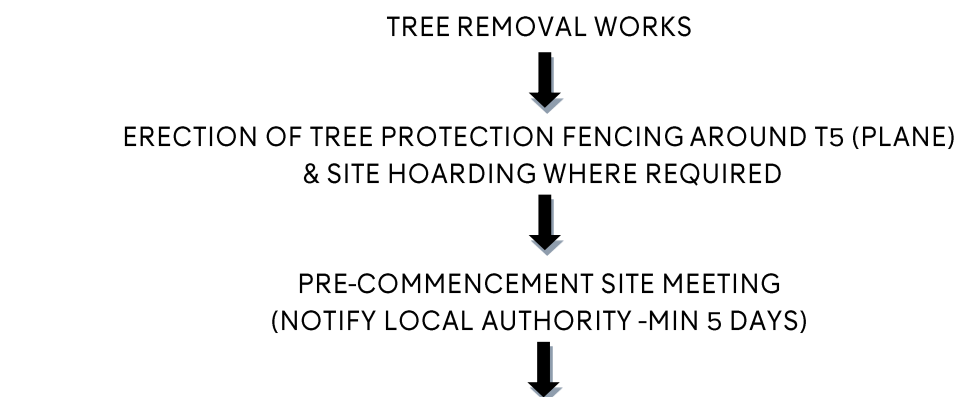 TREE REMOVAL WORKS
ERECTION OF TREE PROTECTION FENCING AROUND T5 (PLANE)
& SITE HOARDING WHERE REQUIRED
PRE-COMMENCEMENT SITE MEETING
(NOTIFY LOCAL AUTHORITY -MIN 5 DAYS)